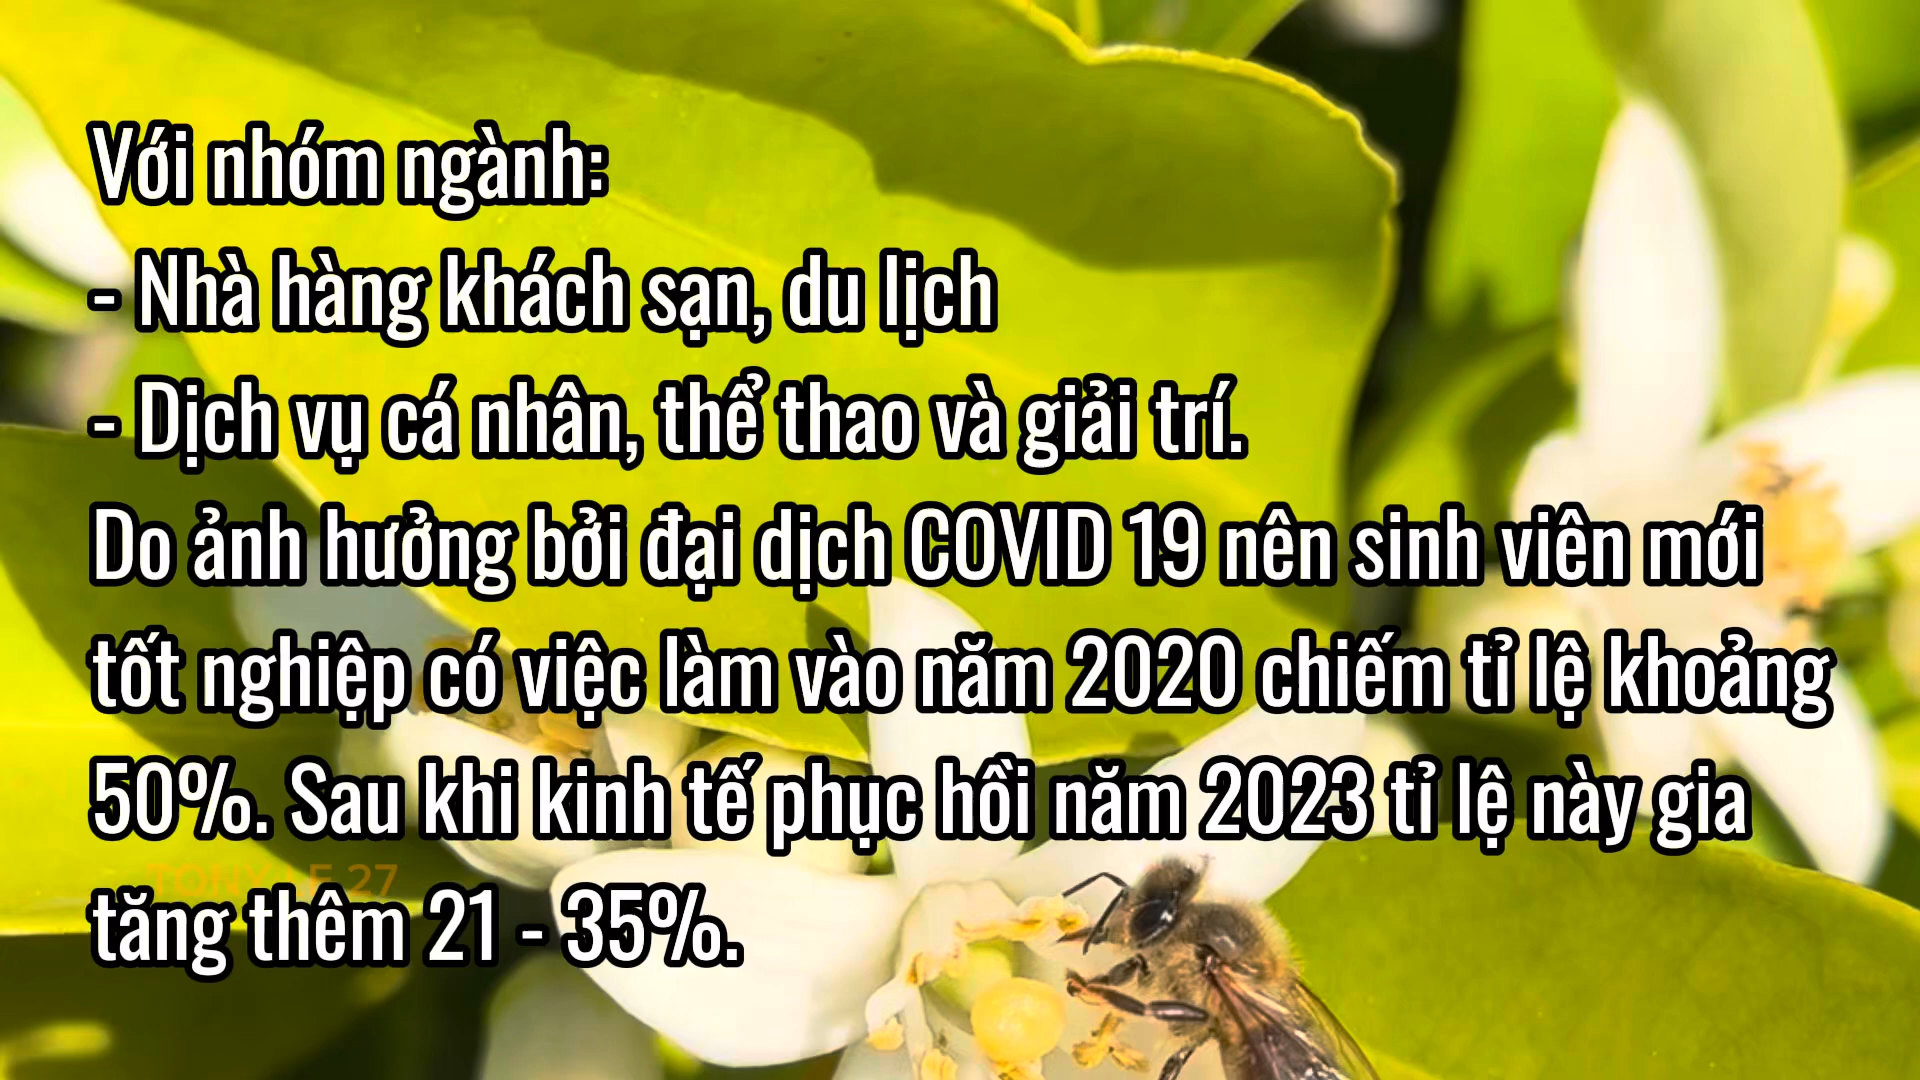 Với nhóm ngành:
- Nhà hàng khách sạn, du lịch
- Dịch vụ cá nhân, thể thao và giải trí.
Do ảnh hưởng bởi đại dịch COVID 19 nên sinh viên mới
tốt nghiệp có việc làm vào năm 2020 chiếm tỉ lệ khoảng
50%. Sau khi kinh tế phục hồi năm 2023 tỉ lệ này gia
TONY LE 27
tăng thêm 21 - 35%.